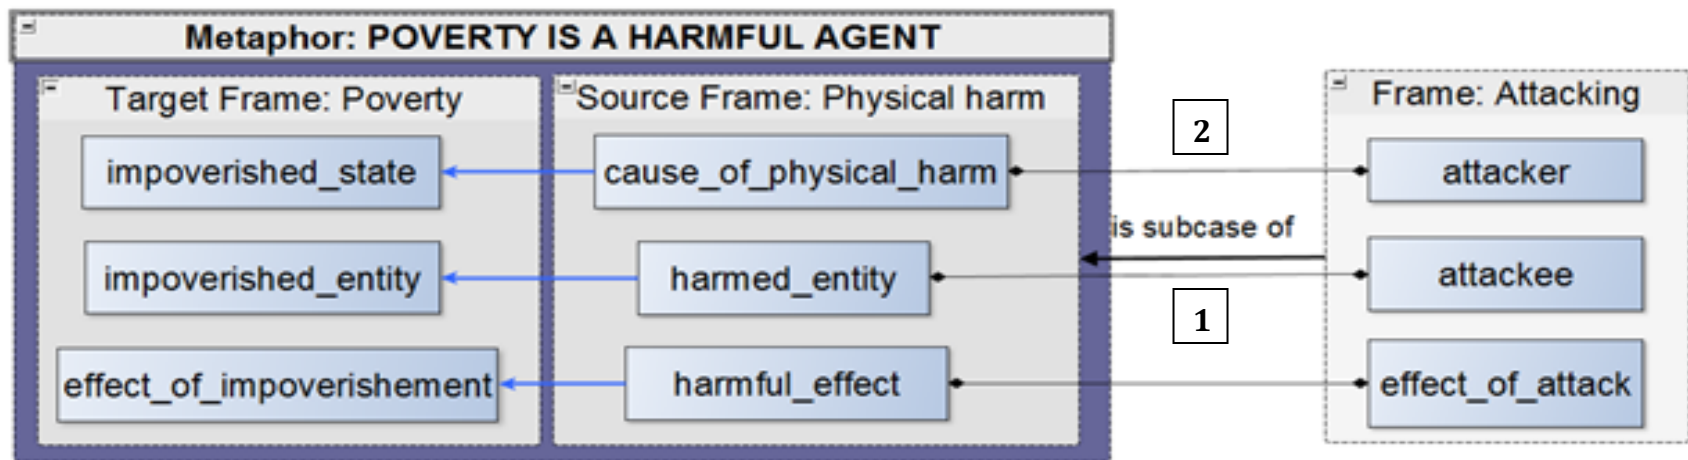 Metaphor: POVERTY IS A HARMFUL AGENT
Target Frame: Poverty
Source Frame: Physical harm
Frame: Attacking
impoverished_state
cause_of_physical_harm
2
attacker
is subcase of
impoverished_entity
harmed_entity
attackee
1
effect_of_impoverishement
harmful_effect
effect_of_attack